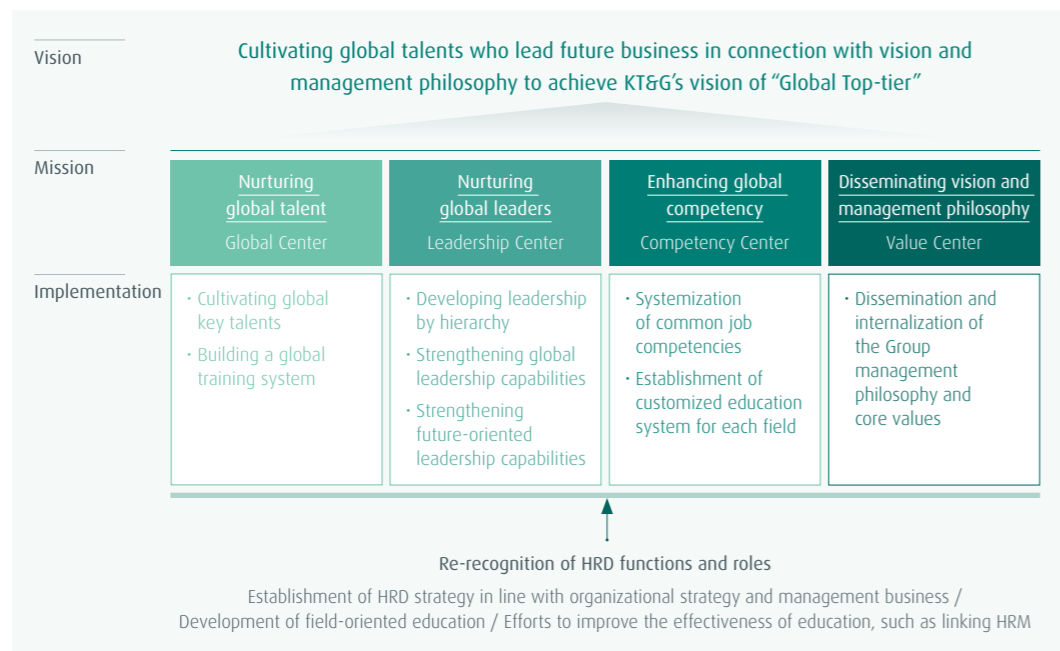 Vision
Cultivating global talents who lead future business in connection with vision and
management philosophy to achieve KT&G's vision of “Global Top-tier”
Mission
Nurturing
global talent
Global Center
Nurturing
global leaders
Leadership Center
Enhancing global
competency
Competency Center
Disseminating vision and
management philosophy
Value Center
Implementation
· Cultivating global
key talents
· Building a global
training system
· Developing leadership
by hierarchy
· Strengthening global
leadership capabilities
· Strengthening
future-oriented
leadership capabilities
· Systemization
of common job
competencies
· Establishment of
customized education
system for each field
· Dissemination and
internalization of
the Group
management
philosophy and
core values
Re-recognition of HRD functions and roles
Establishment of HRD strategy in line with organizational strategy and management business /
Development of field-oriented education / Efforts to improve the effectiveness of education, such as linking HRM